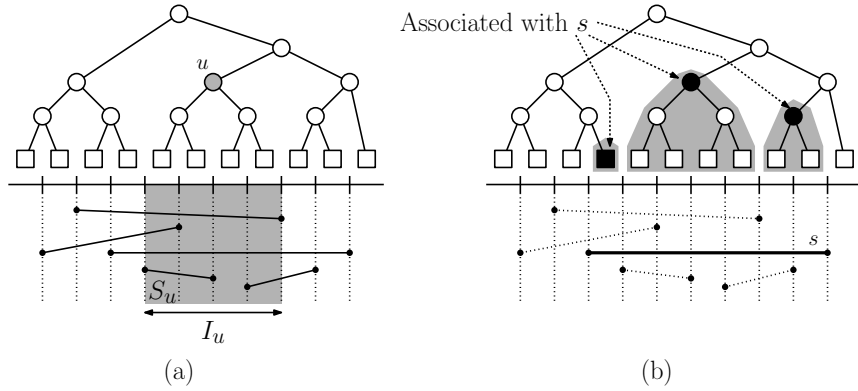 Associated with s
u
s
S_u
I_u
(a)
(b)